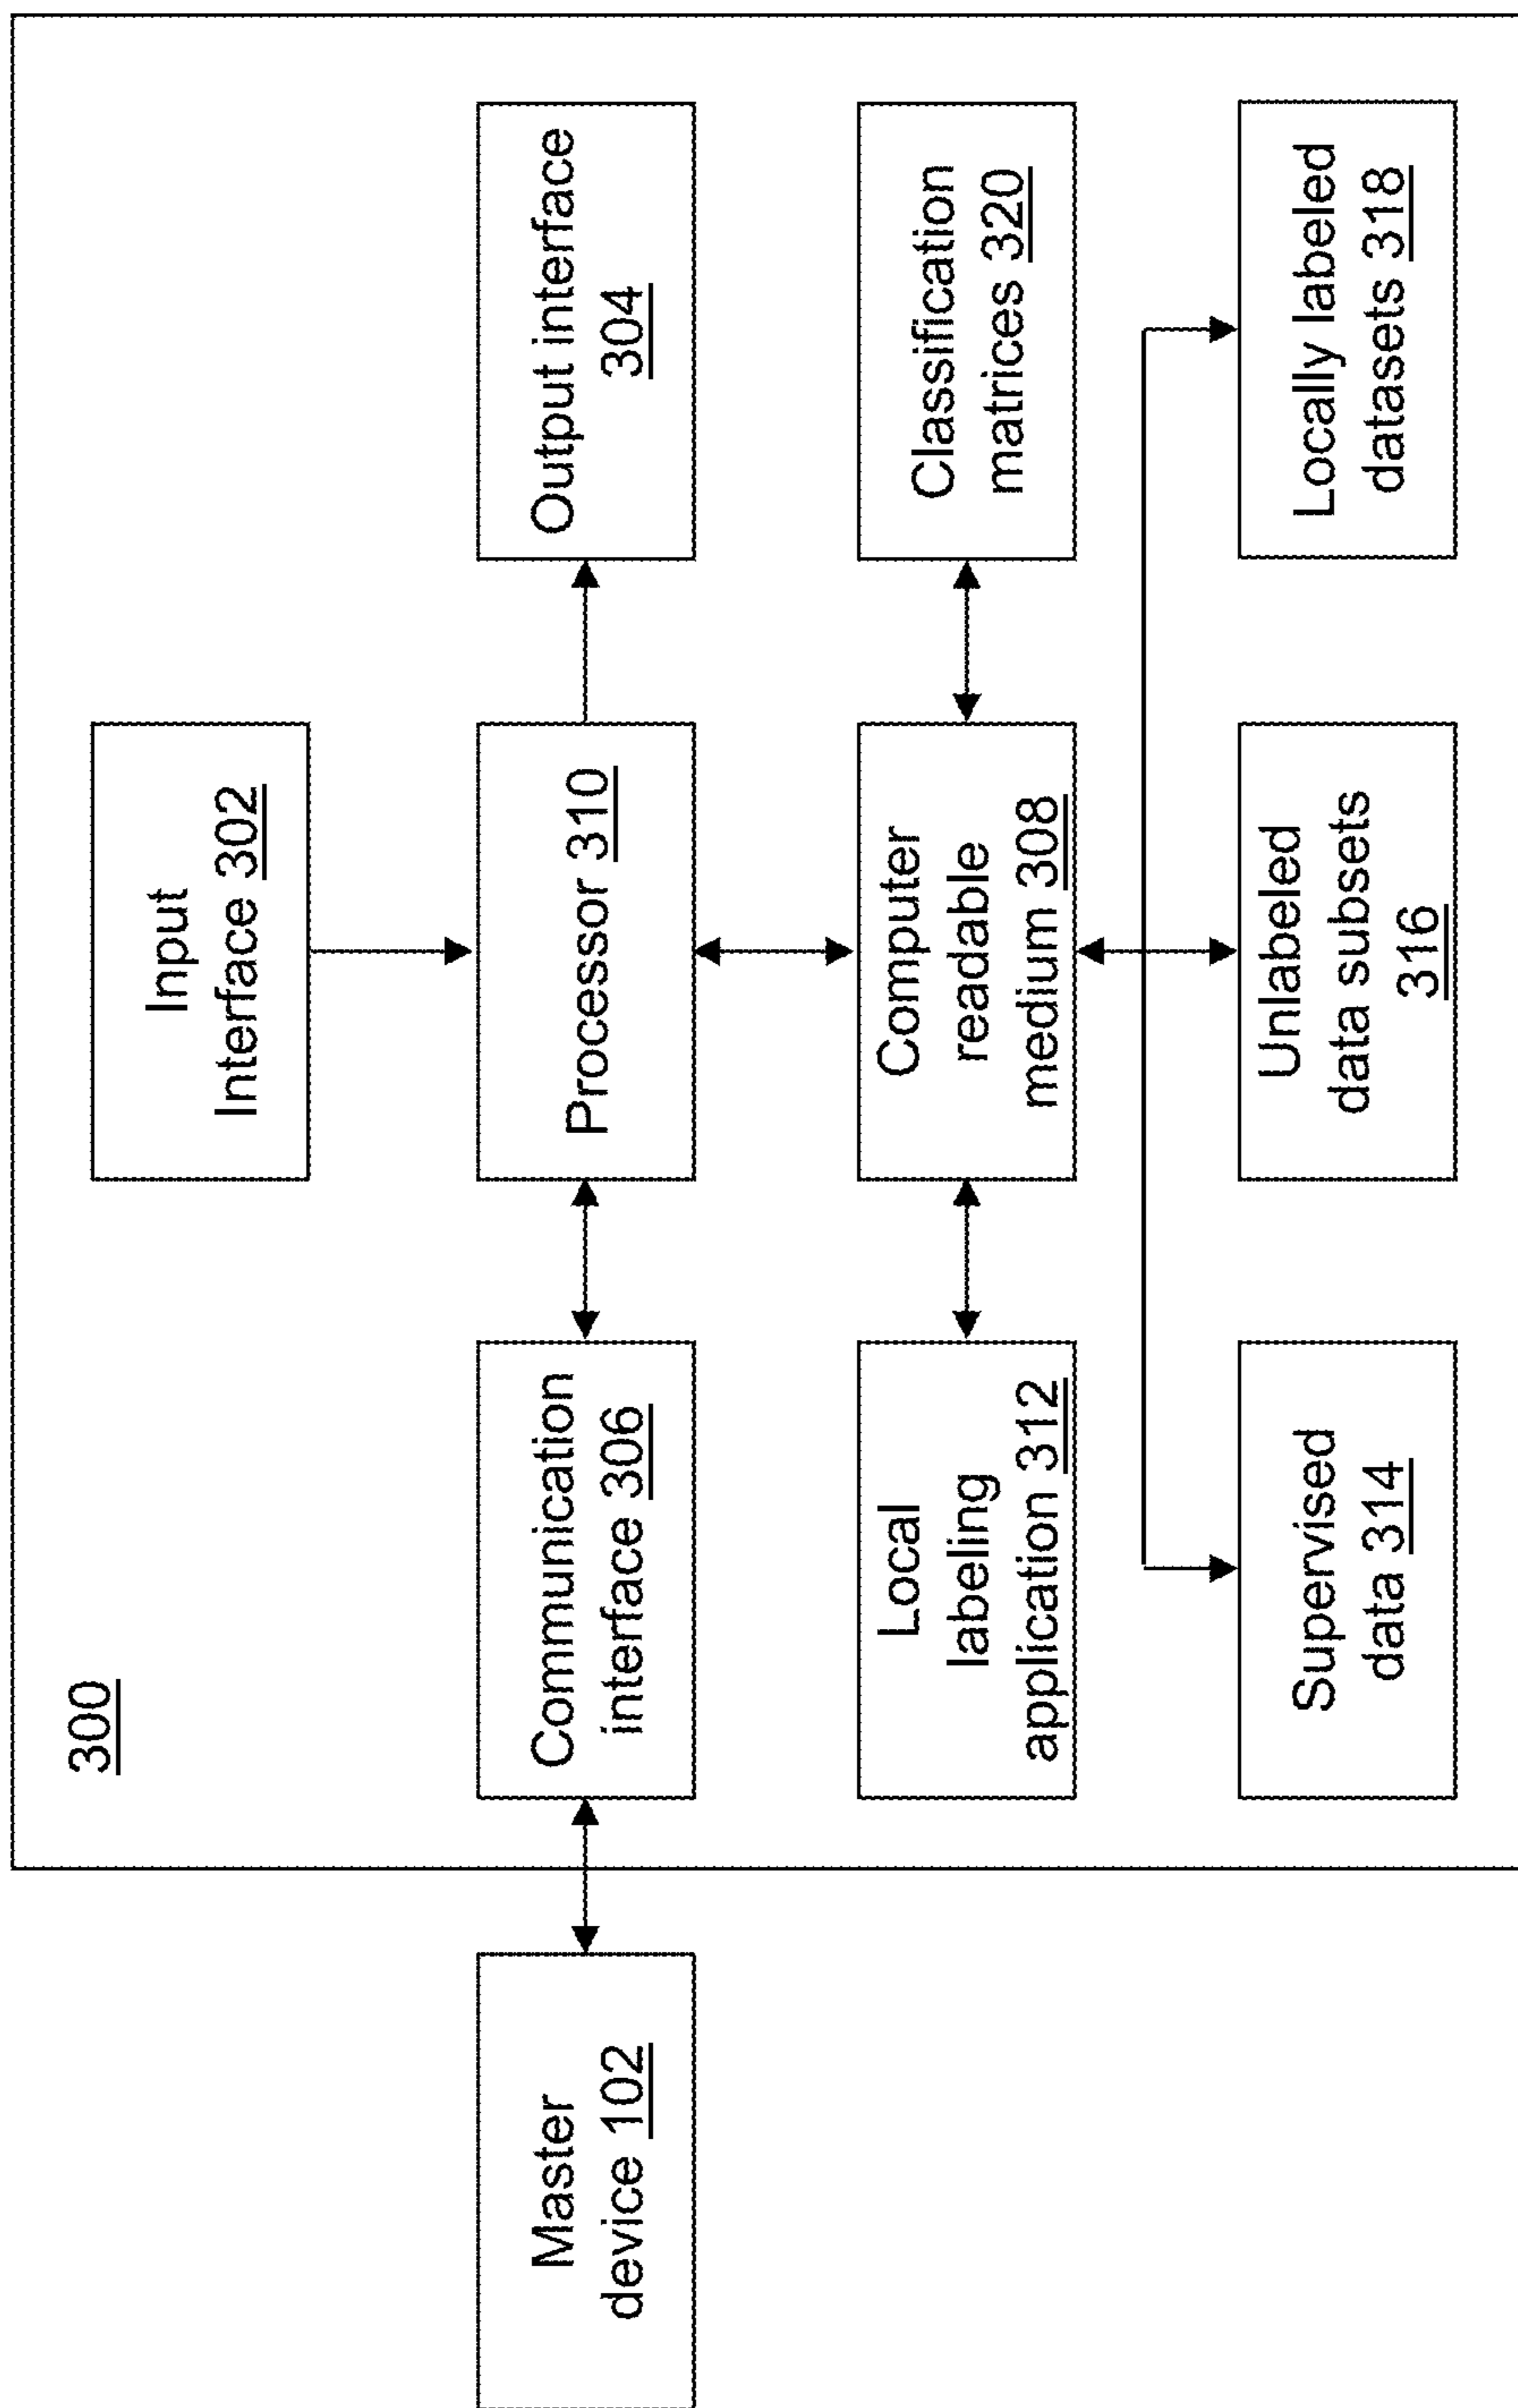 300
Input
Interface 302
Master
device 102
Communication
interface 306
Processor 310
Output interface
304
Local
labeling
application 312
Computer
readable
medium 308
Classification
matrices 320
Supervised
data 314
Unlabeled
data subsets
316
Locally labeled
datasets 318